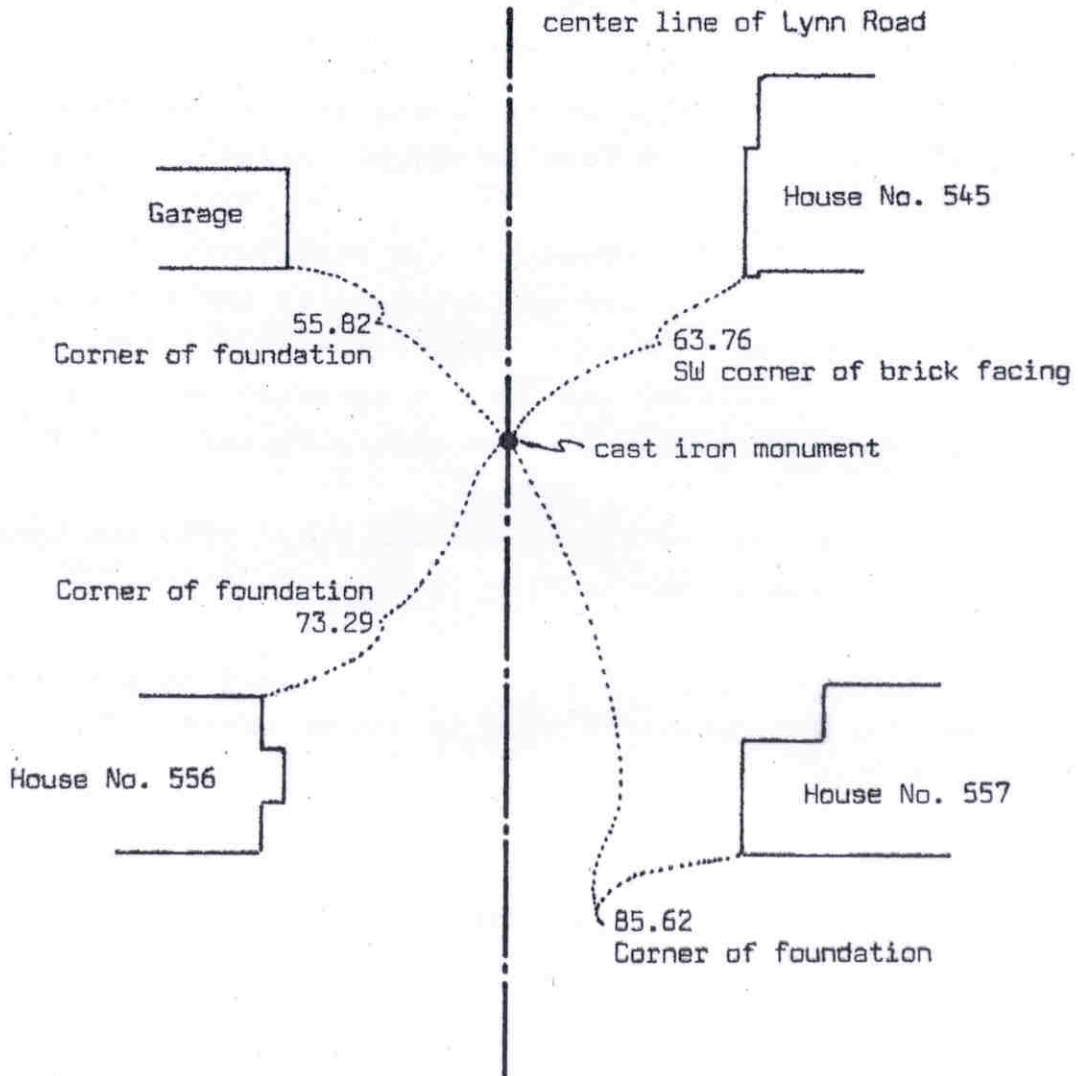 center line of Lynn Road
Garage
House No. 545
55.82
Corner of foundation
63.76
SW corner of brick facing
cast iron monument
Corner of foundation
73.29
House No. 556
House No. 557
85.62
Corner of foundation